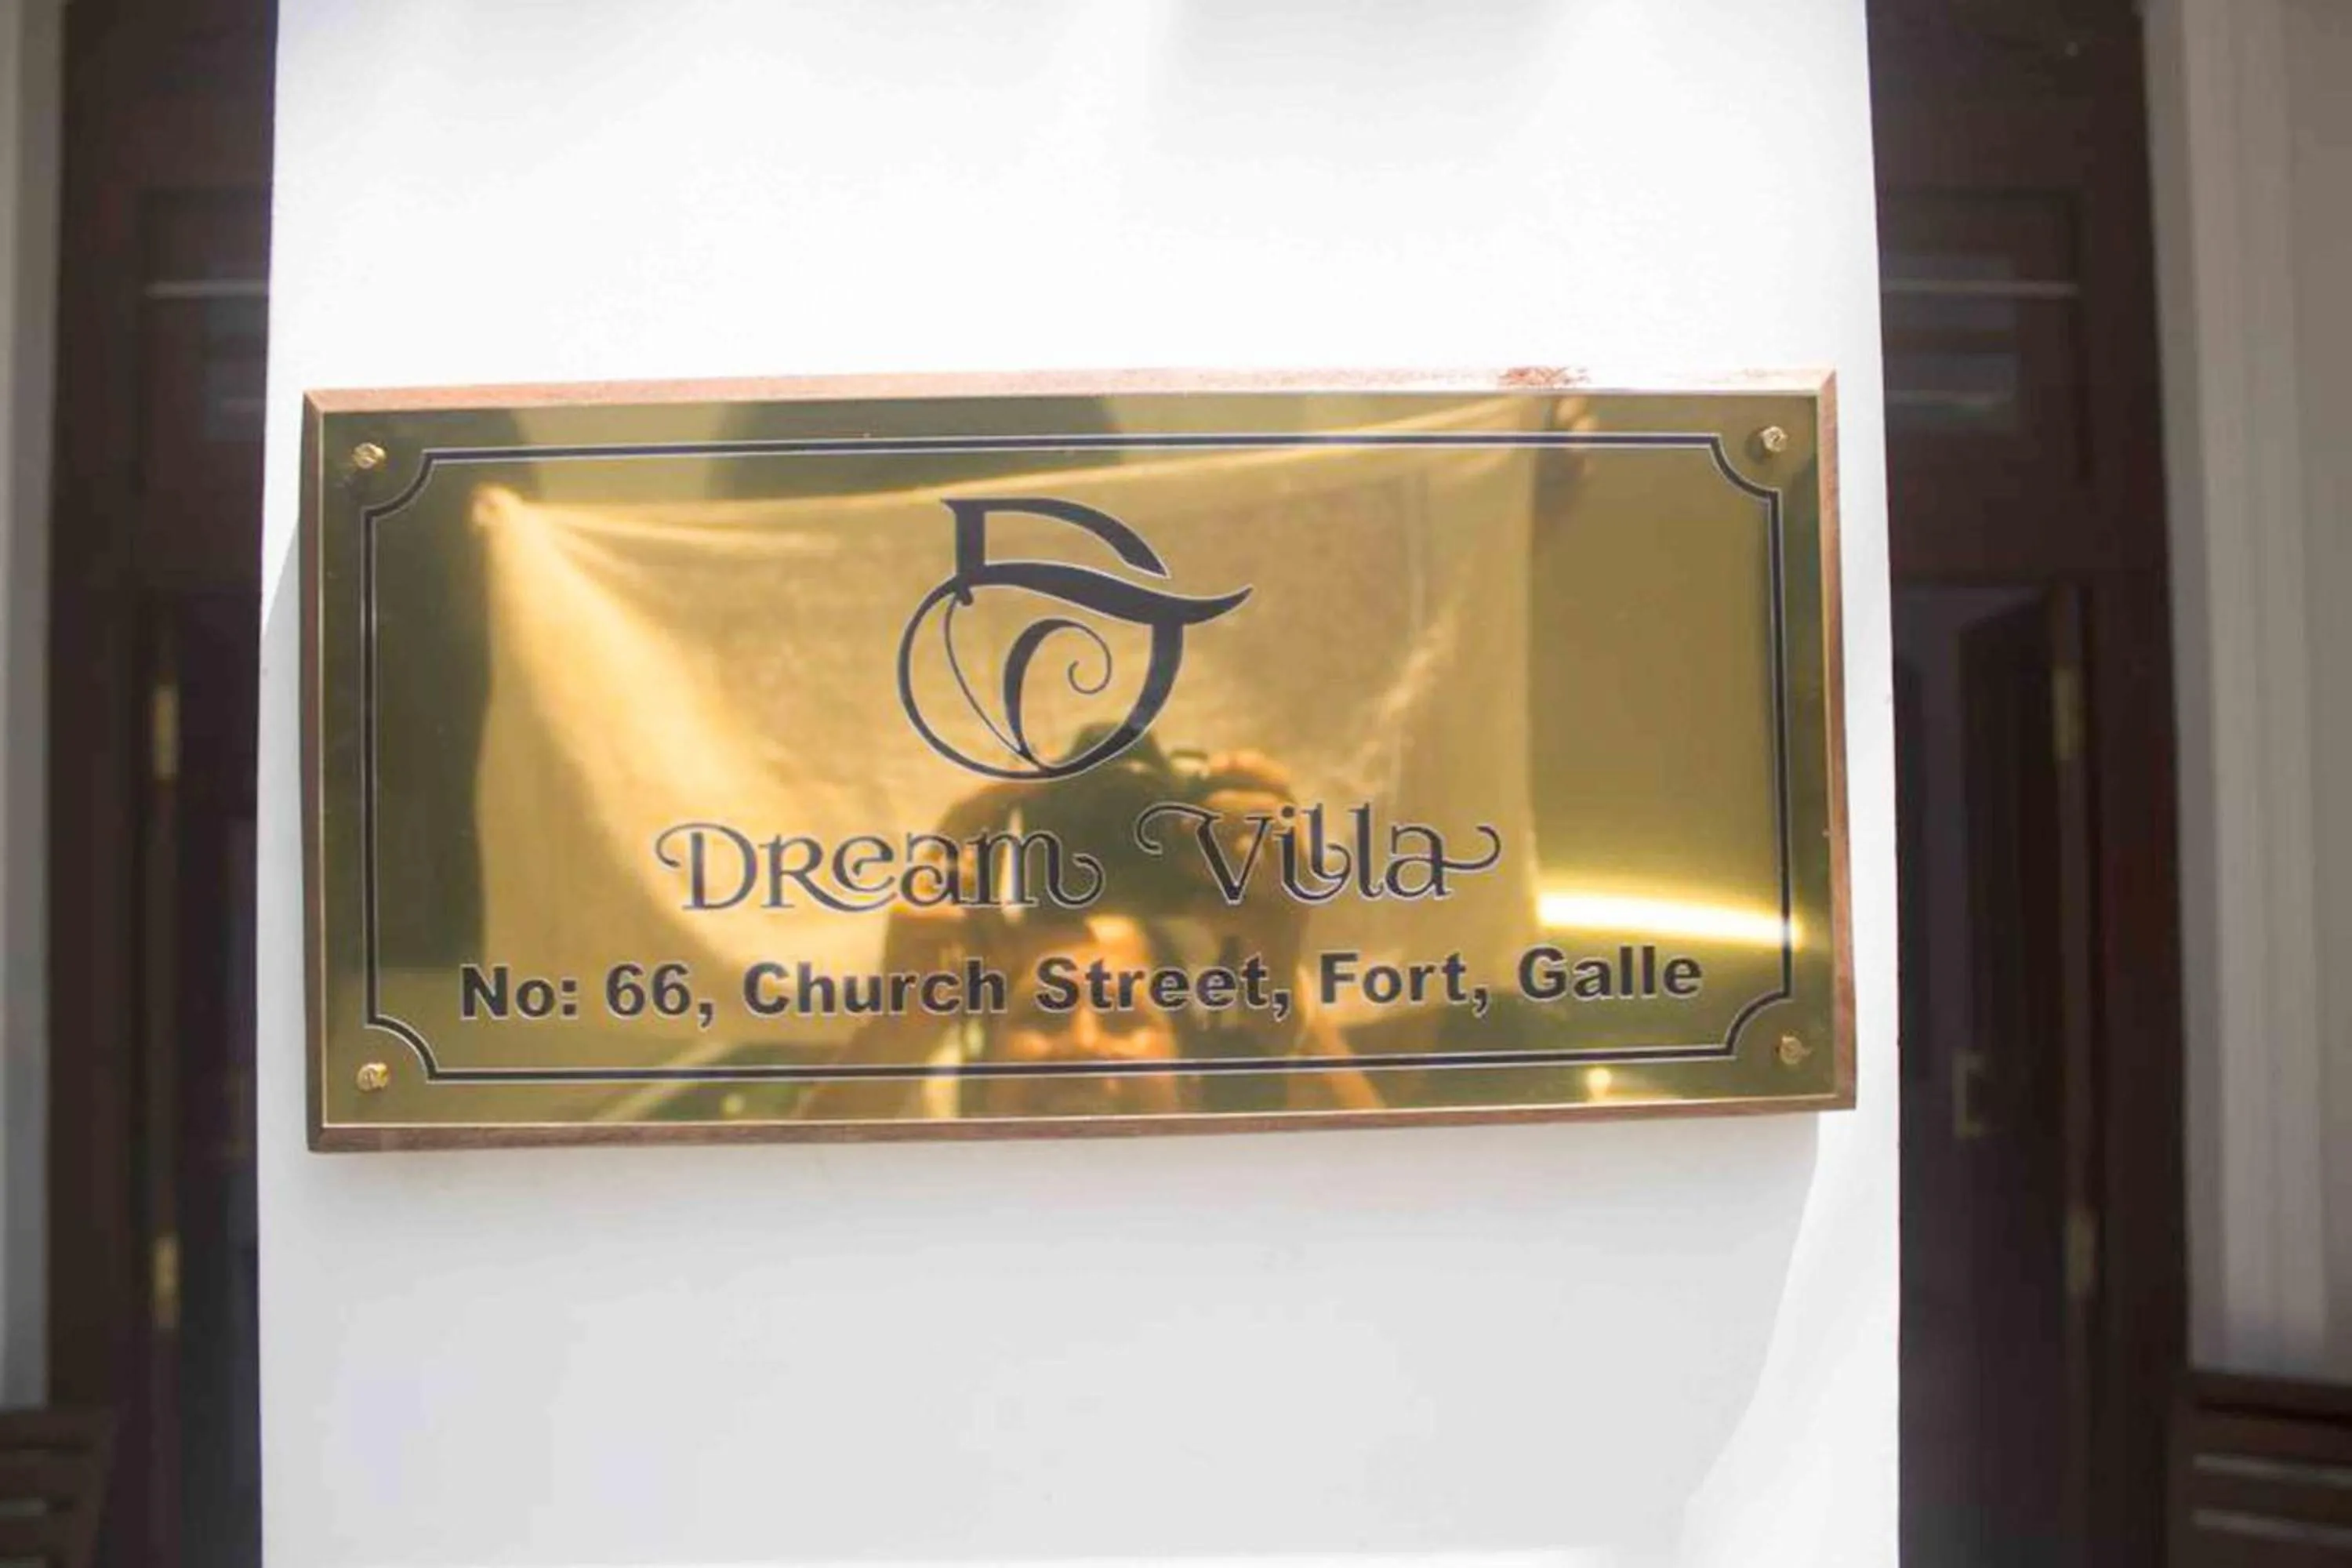 Dream Villa
No: 66, Church Street, Fort, Galle